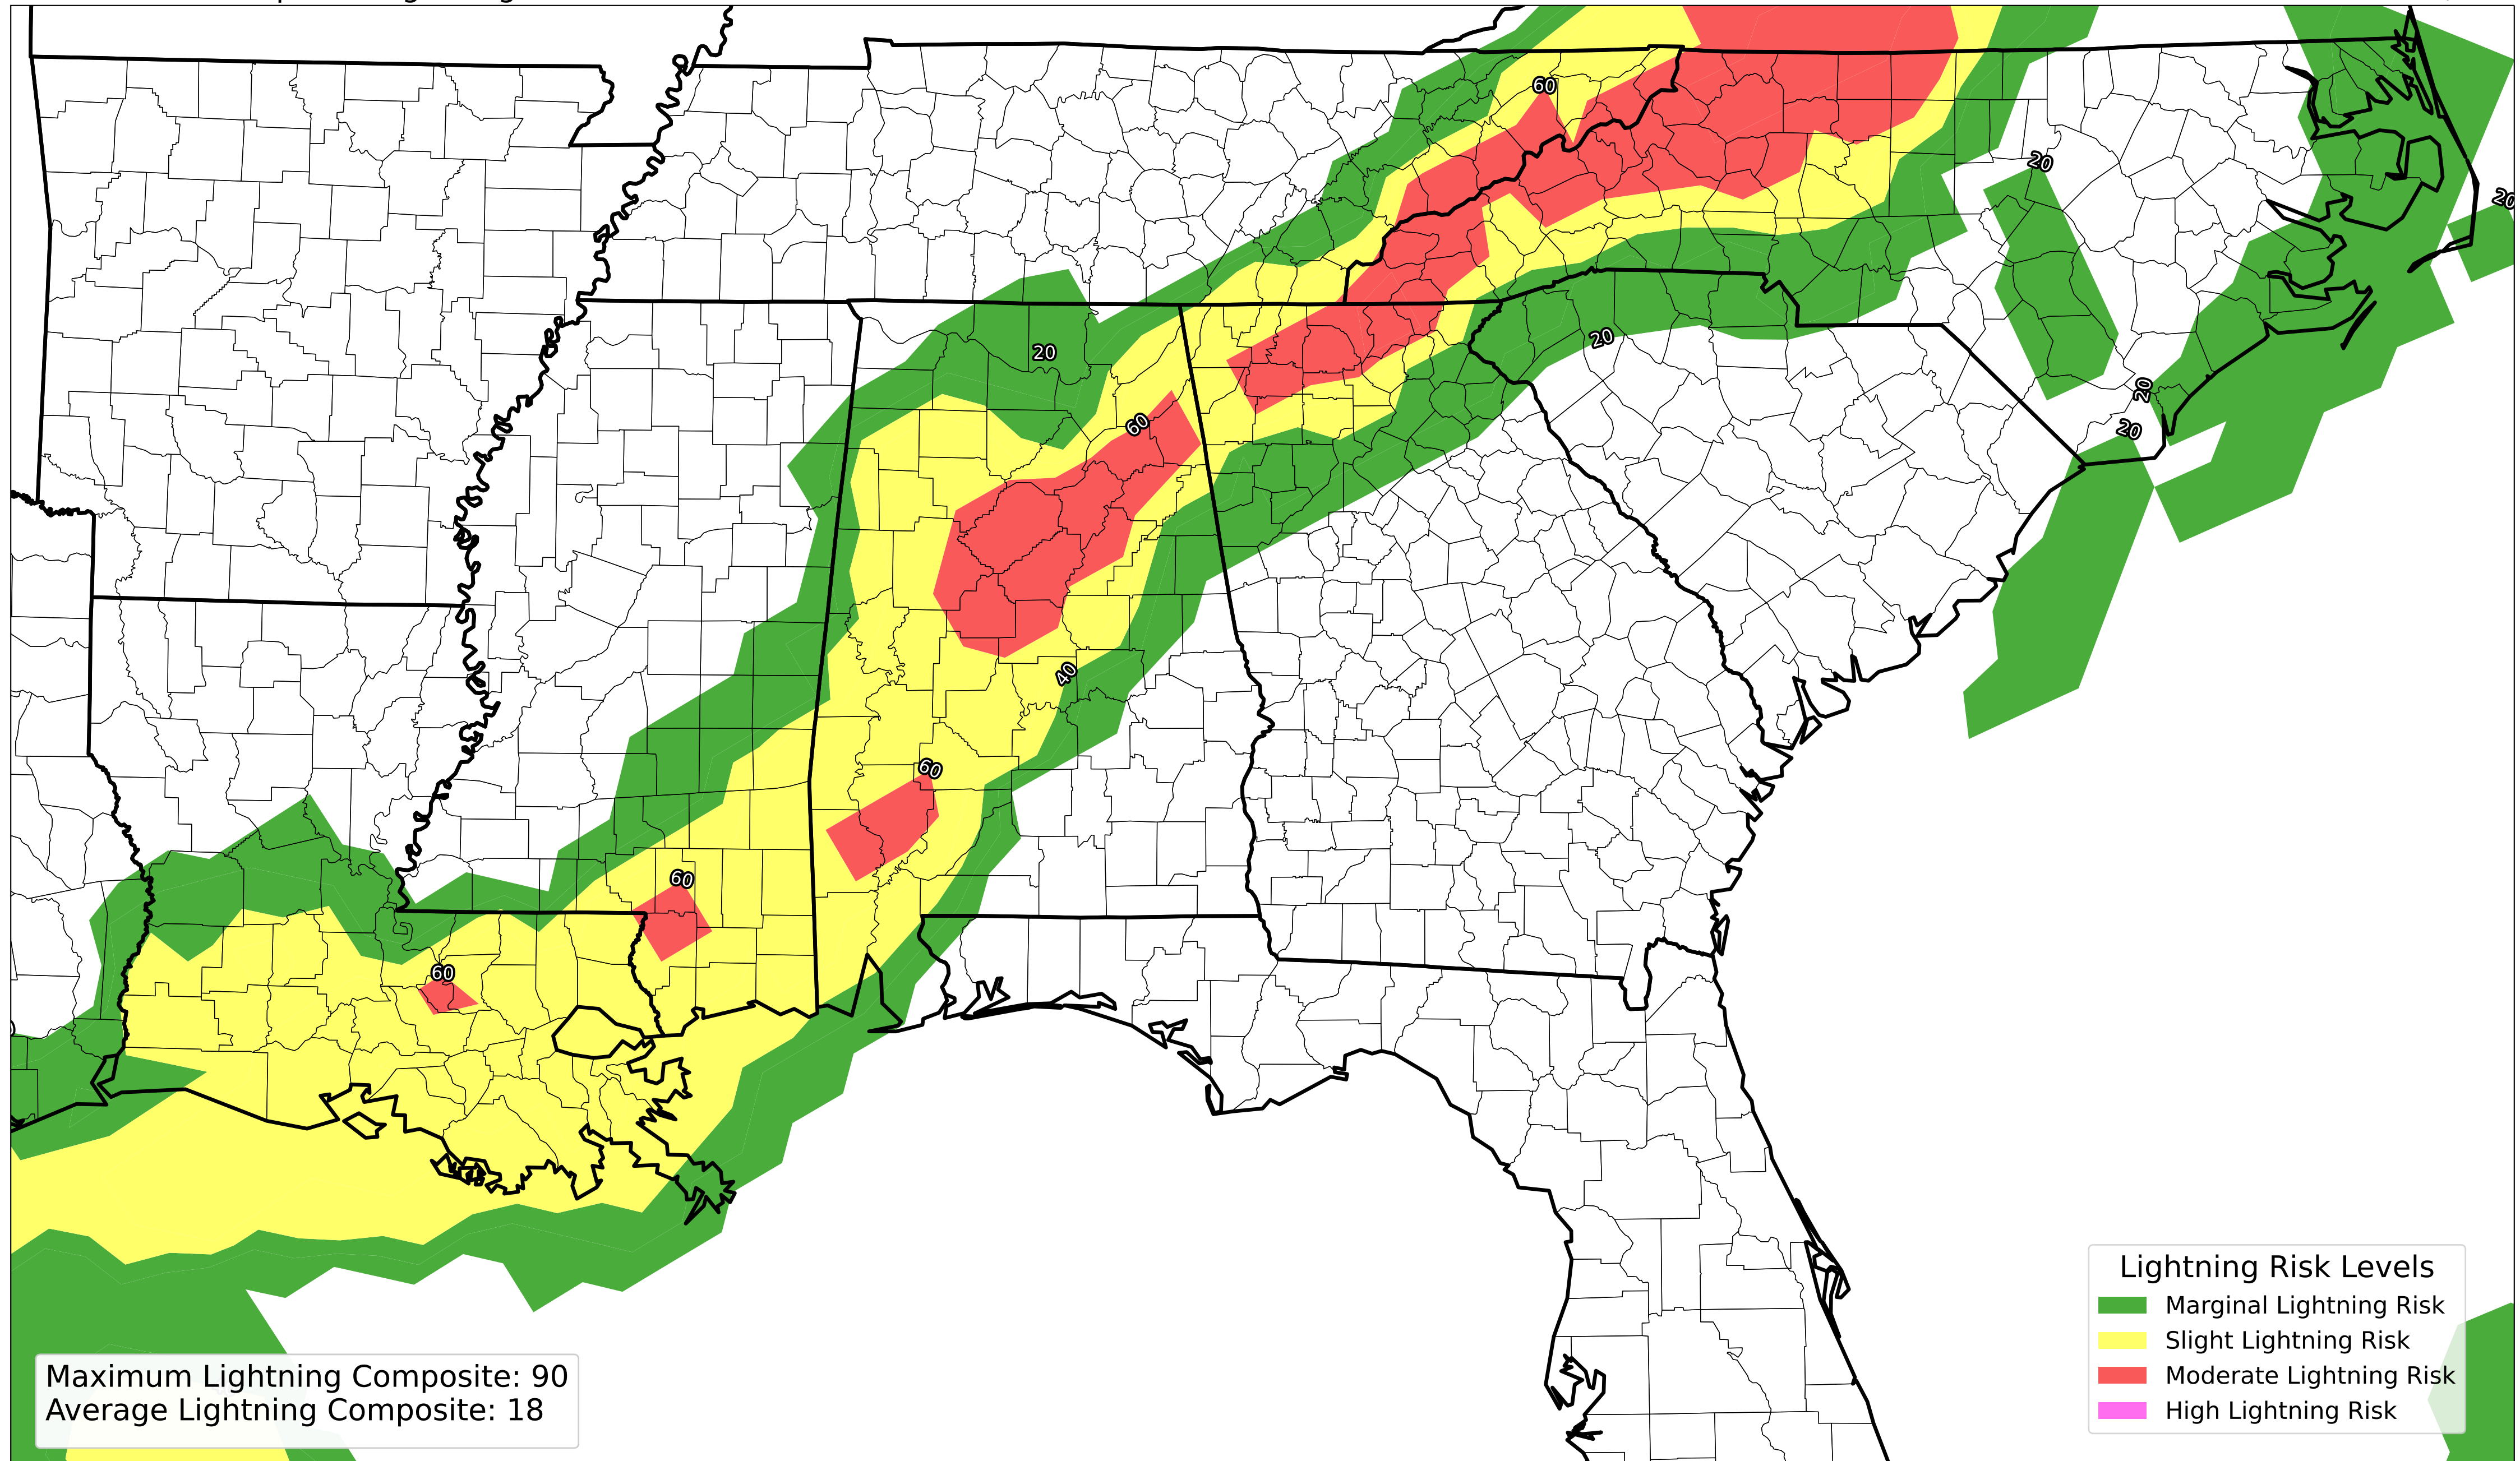 60
20
20
20
20
60
20
20
40
60
60
60
Lightning Risk Levels
Marginal Lightning Risk
Slight Lightning Risk
Moderate Lightning Risk
High Lightning Risk
Maximum Lightning Composite: 90
Average Lightning Composite: 18